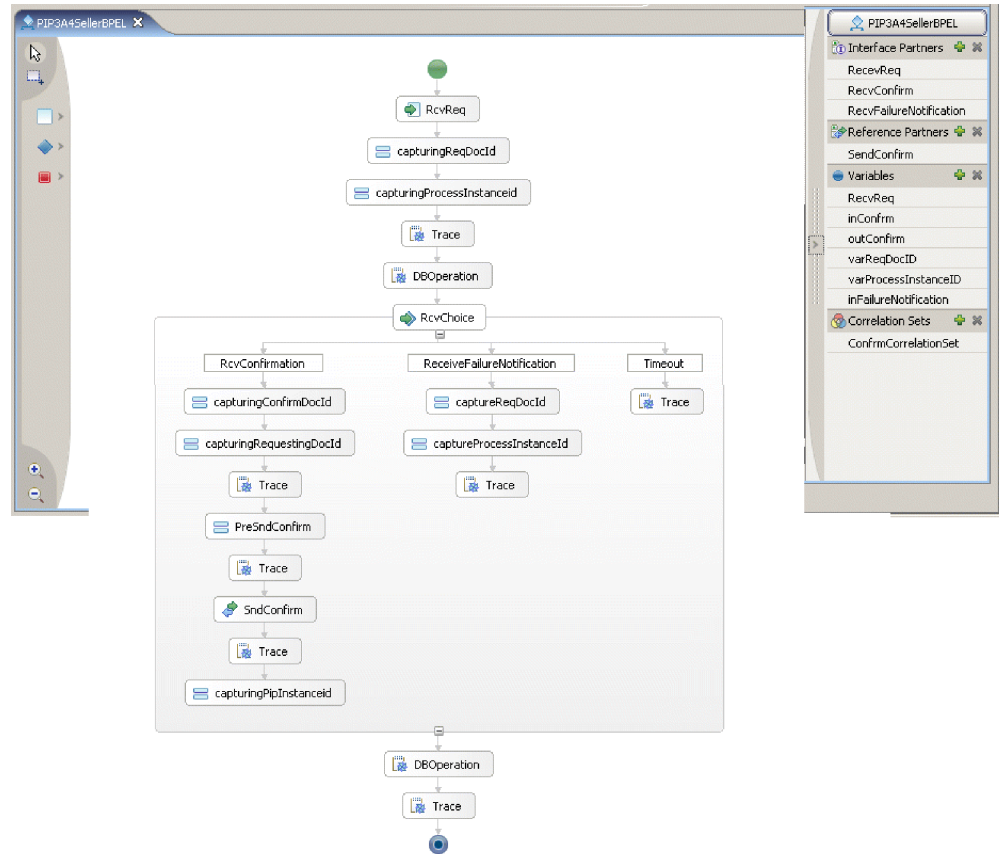 PIP3A4SellerBPEL
RcvReq
capturingReqDocId
capturingProcessInstanceid
Trace
DBOperation
RcvChoice
RcvConfirmation
ReceiveFailureNotification
Timeout
capturingConfirmDocId
captureReqDocId
Trace
capturingRequestingDocId
captureProcessInstanceId
Trace
Trace
PreSndConfirm
Trace
SndConfirm
Trace
capturingPipInstanceid
DBOperation
Trace
PIP3A4SellerBPEL
Interface Partners
RecevReq
RecvConfirm
RecvFailureNotification
Reference Partners
SendConfirm
Variables
RecvReq
inConfrm
outConfirm
varReqDocID
varProcessInstanceID
inFailureNotification
Correlation Sets
ConfrmCorrelationSet